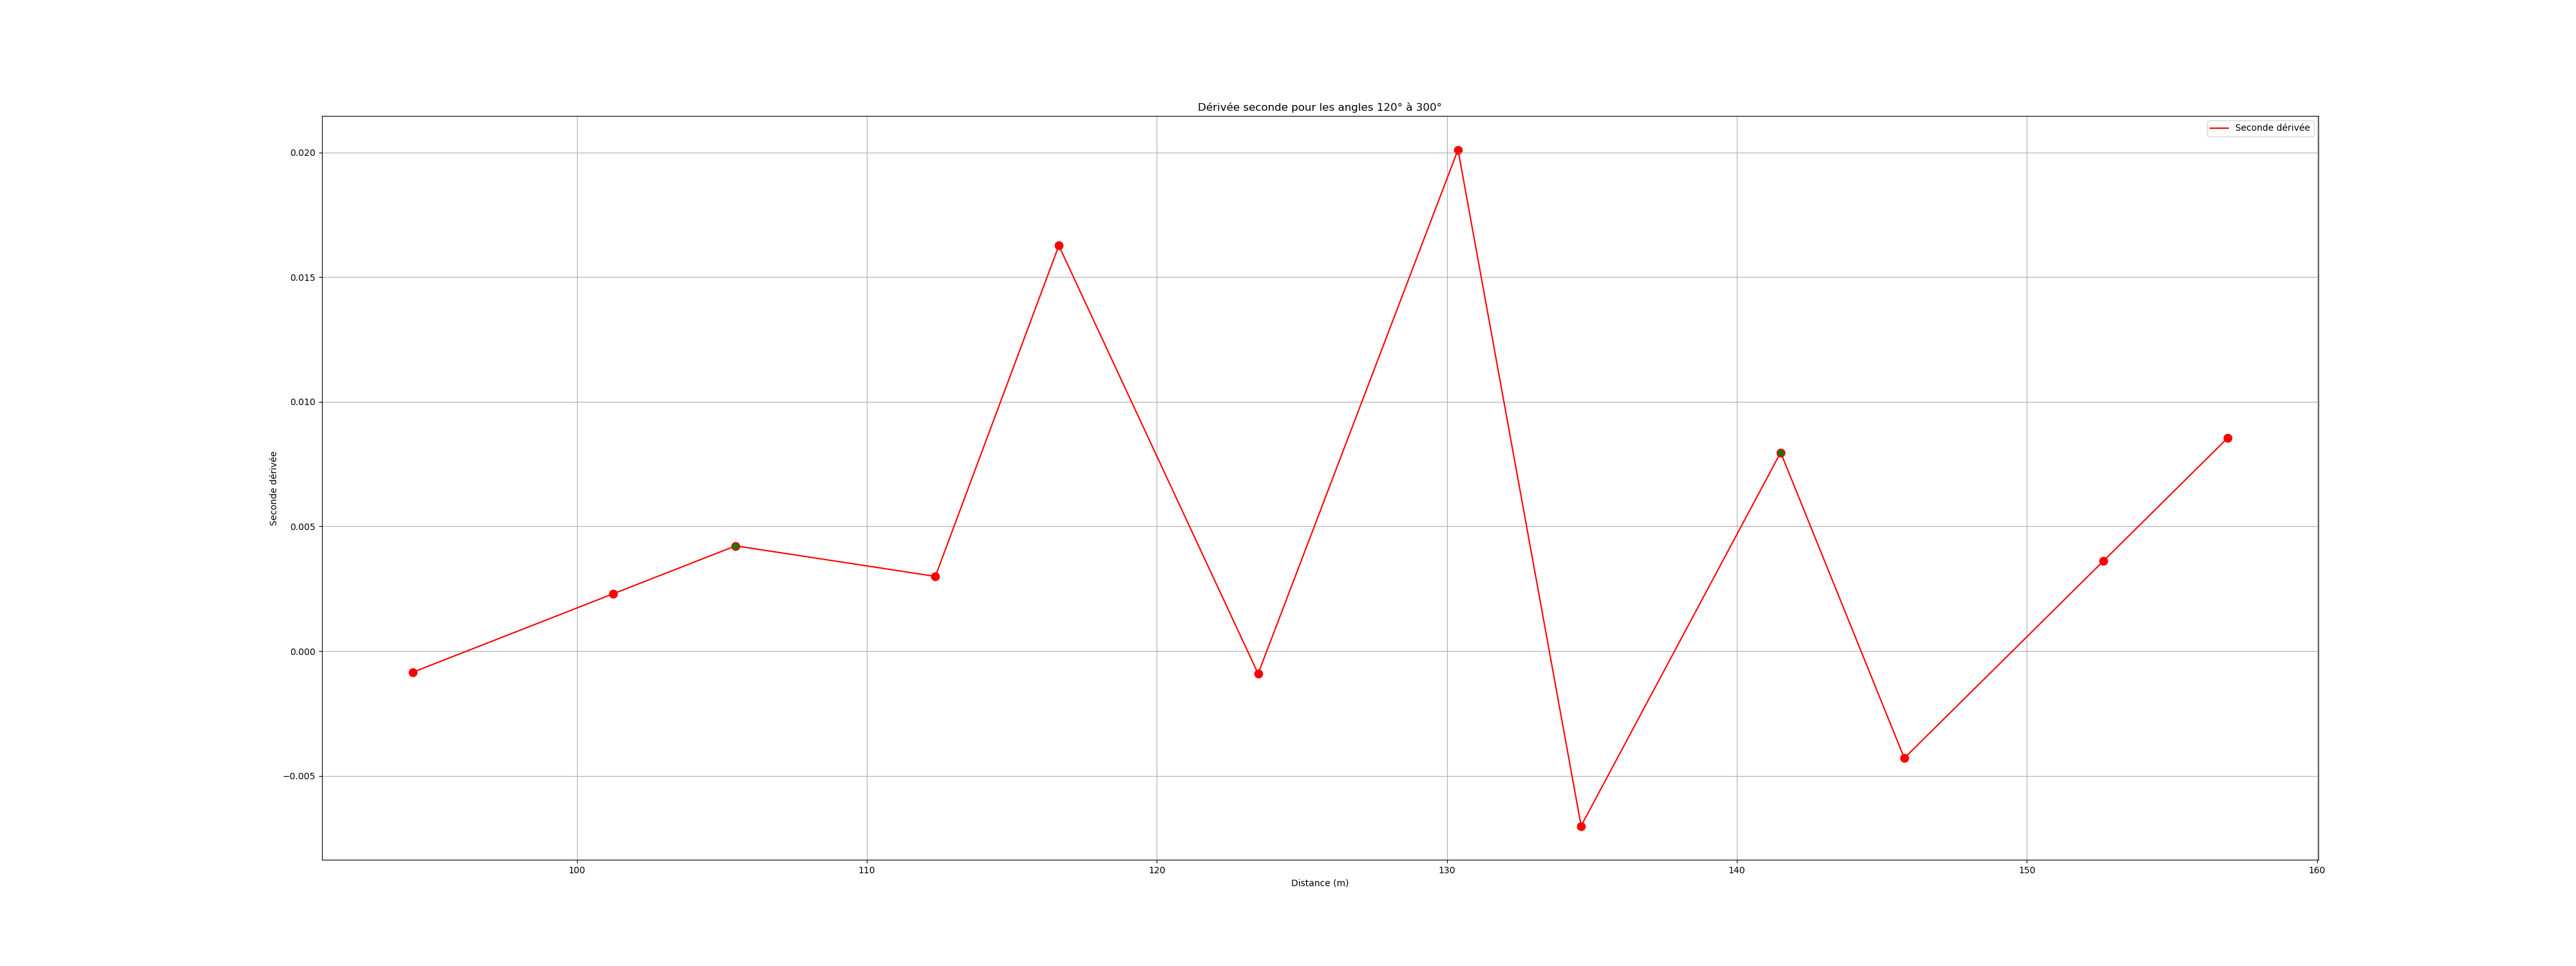 Dérivée seconde pour les angles 120° à 300°
Seconde dérivée
0.020
0.015
0.010
0.005
0.000
−0.005
Seconde dérivée
100 110 120 130 140 150 160
Distance (m)